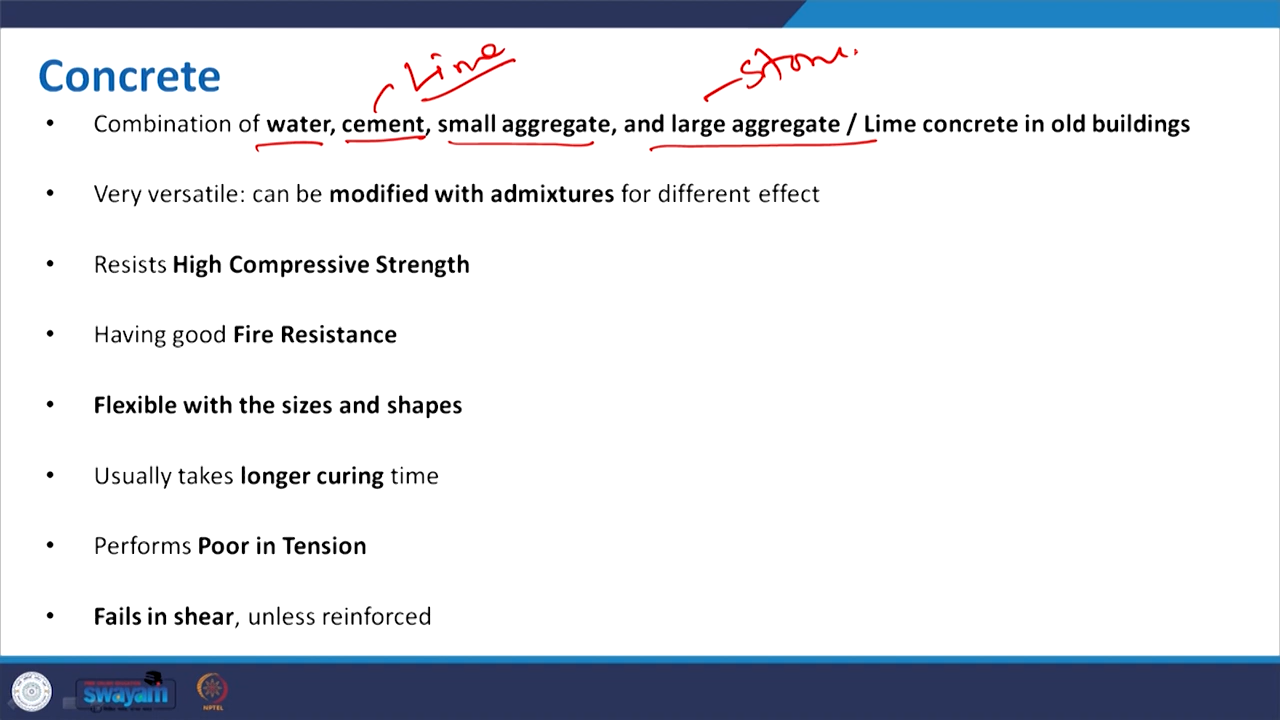 Lime
stone.
Concrete
• Combination of water, cement, small aggregate, and large aggregate / Lime concrete in old buildings
• Very versatile: can be modified with admixtures for different effect
• Resists High Compressive Strength
• Having good Fire Resistance
• Flexible with the sizes and shapes
• Usually takes longer curing time
• Performs Poor in Tension
• Fails in shear, unless reinforced
swayam
NPTEL